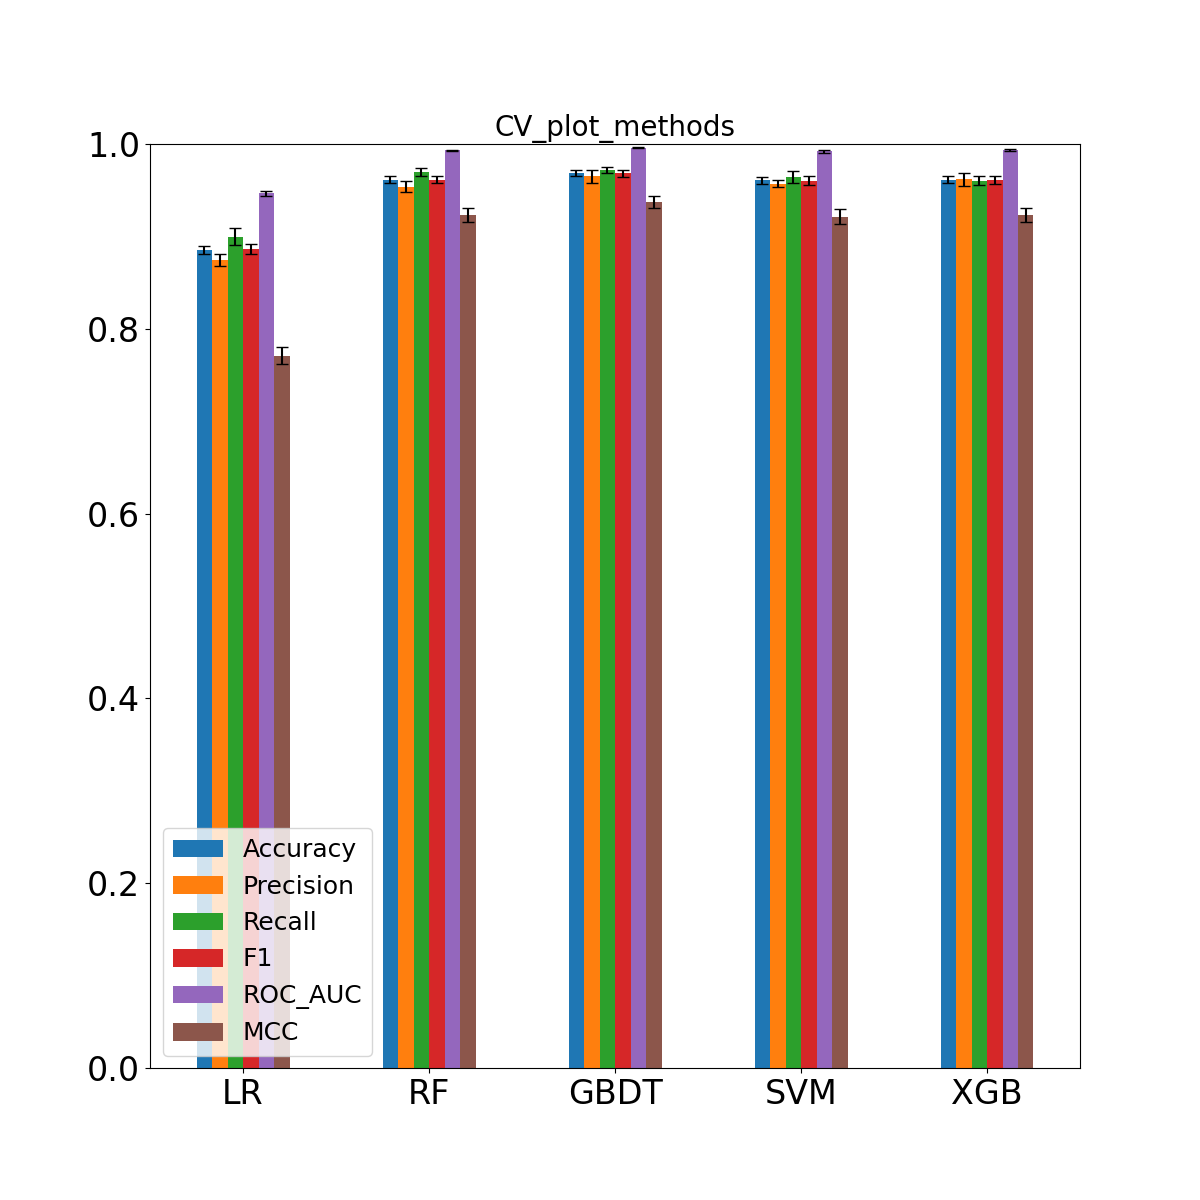 CV_plot_methods
1.0
0.8
0.6
0.4
0.2
0.0
Accuracy
Precision
Recall
F1
ROC_AUC
MCC
LR RF GBDT SVM XGB